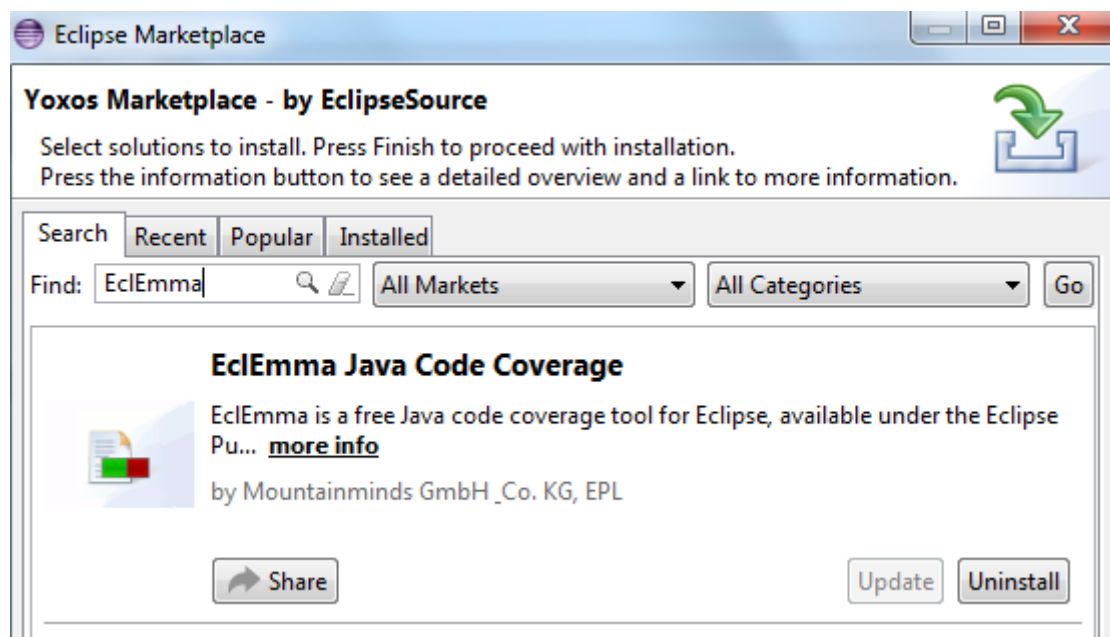 Eclipse Marketplace
Yoxos Marketplace - by EclipseSource
Select solutions to install. Press Finish to proceed with installation.
Press the information button to see a detailed overview and a link to more information.
Search Recent Popular Installed
Find: EclEmma All Markets All Categories Go
EclEmma Java Code Coverage
EclEmma is a free Java code coverage tool for Eclipse, available under the Eclipse
Pu... more info
by Mountainminds GmbH _Co. KG, EPL
Share Update Uninstall